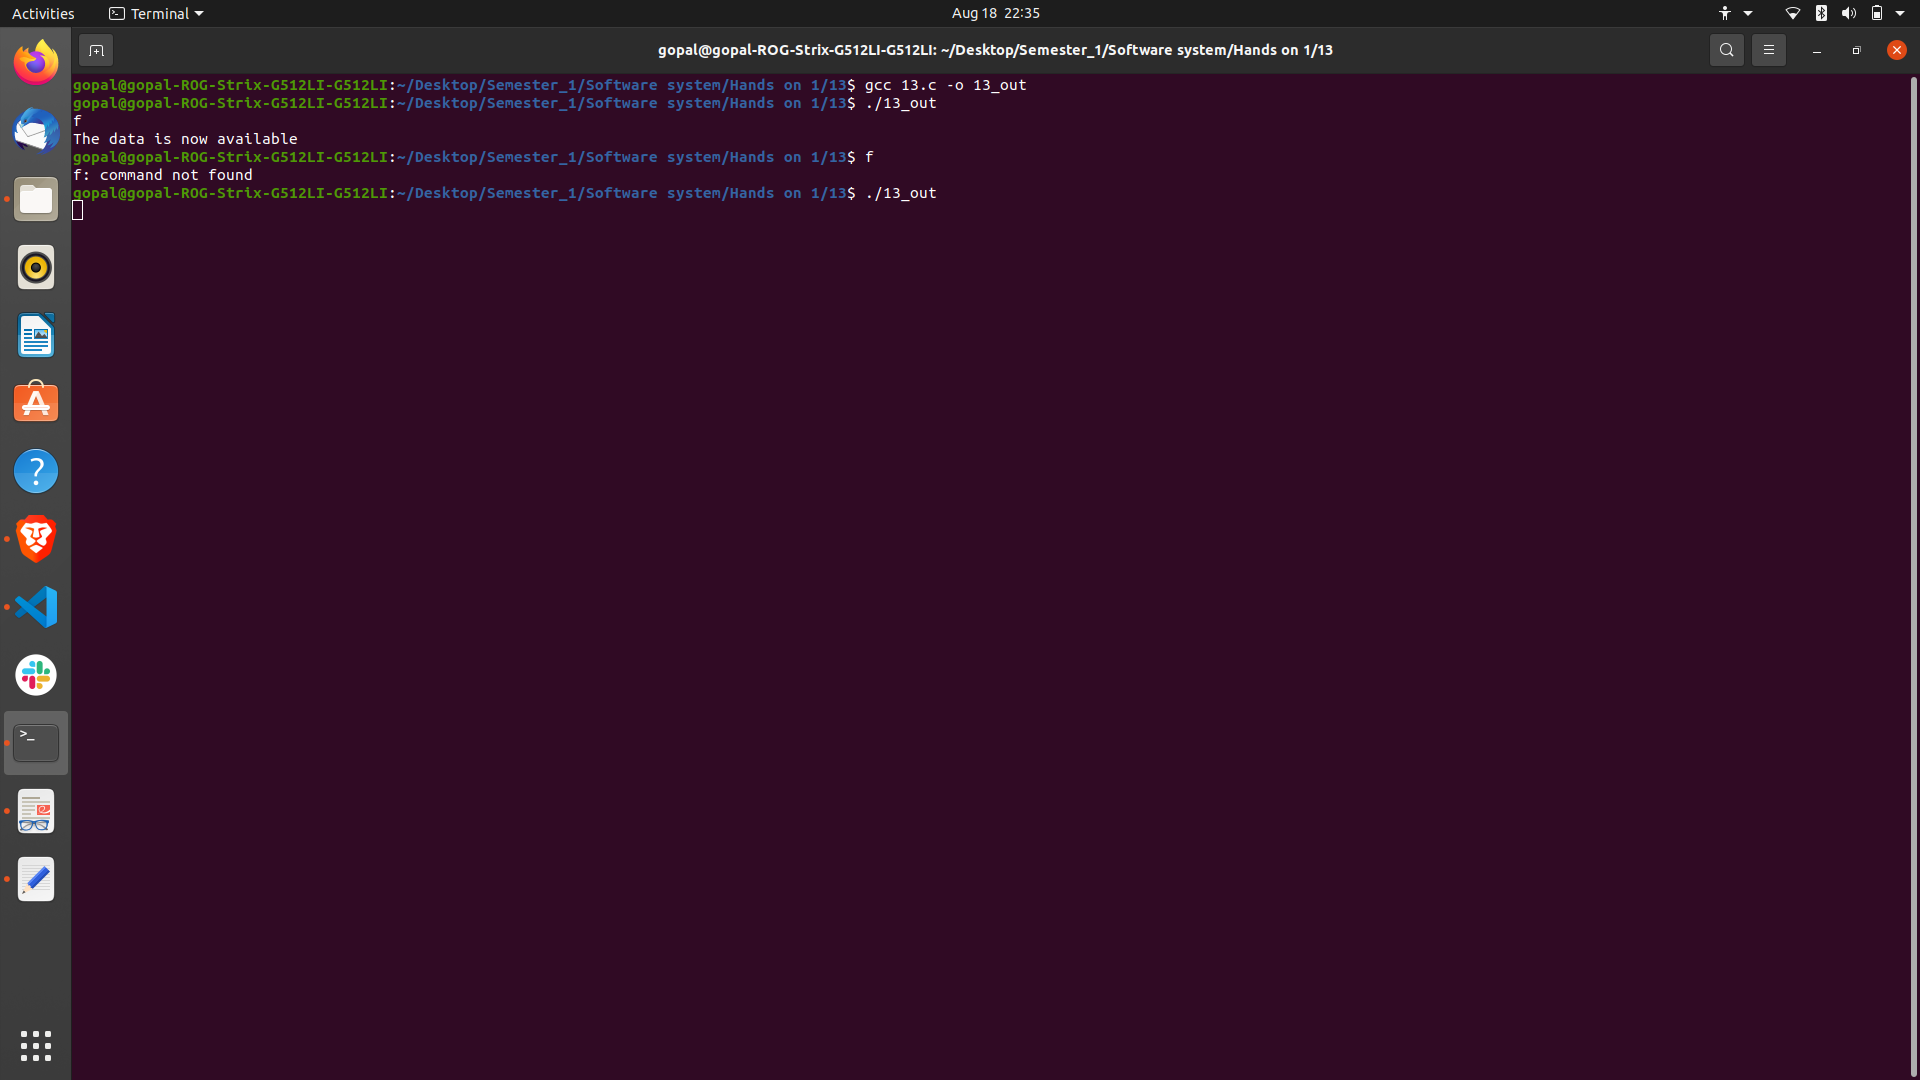 Activities Terminal Aug 18 22:35
gopal@gopal-ROG-Strix-G512LI-G512LI: ~/Desktop/Semester_1/Software system/Hands on 1/13
gopal@gopal-ROG-Strix-G512LI-G512LI:~/Desktop/Semester_1/Software system/Hands on 1/13$ gcc 13.c -o 13_out
gopal@gopal-ROG-Strix-G512LI-G512LI:~/Desktop/Semester_1/Software system/Hands on 1/13$ ./13_out
f
The data is now available
gopal@gopal-ROG-Strix-G512LI-G512LI:~/Desktop/Semester_1/Software system/Hands on 1/13$ f
f: command not found
gopal@gopal-ROG-Strix-G512LI-G512LI:~/Desktop/Semester_1/Software system/Hands on 1/13$ ./13_out